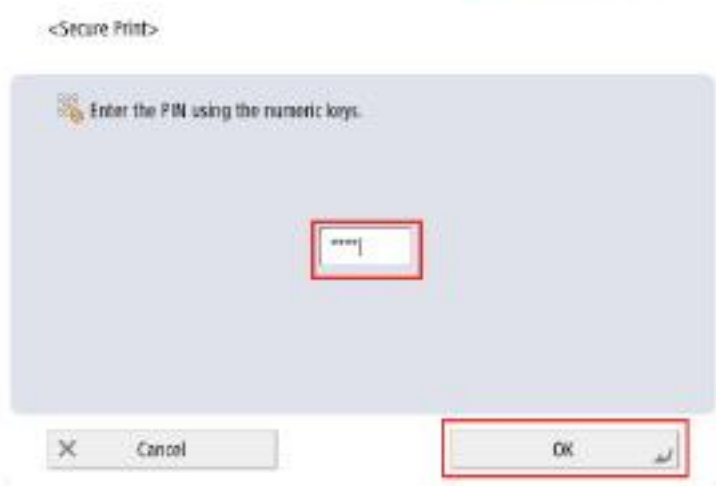 <Secure Print>
Enter the PIN using the numeric keys.
****
Cancel
OK